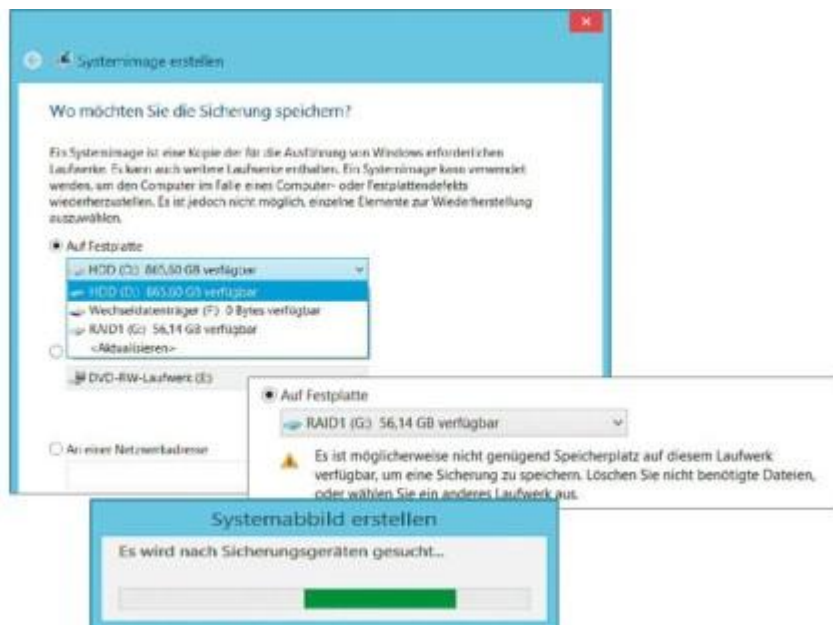 Systemimage erstellen
Wo möchten Sie die Sicherung speichern?
Ein Systemimage ist eine Kopie der für die Ausführung von Windows erforderlichen
Laufwerke. Es kann auch weitere Laufwerke enthalten. Ein Systemimage kann verwendet
werden, um den Computer im Falle eines Computer- oder Festplattendefekts
wiederherzustellen. Es ist jedoch nicht möglich, einzelne Elemente zur Wiederherstellung
auszuwählen.
Auf Festplatte
HDD (D:) 865,60 GB verfügbar
HDD (D:) 865,60 GB verfügbar
Wechseldatenträger (F:) 0 Bytes verfügbar
RAID1 (G:) 56,14 GB verfügbar
<Aktualisieren>
DVD-RW-Laufwerk (E:)
An einer Netzwerkadresse
Auf Festplatte
RAID1 (G:) 56,14 GB verfügbar
Es ist möglicherweise nicht genügend Speicherplatz auf diesem Laufwerk
verfügbar, um eine Sicherung zu speichern. Löschen Sie nicht benötigte Dateien,
oder wählen Sie ein anderes Laufwerk aus.
Systemabbild erstellen
Es wird nach Sicherungsgeräten gesucht...